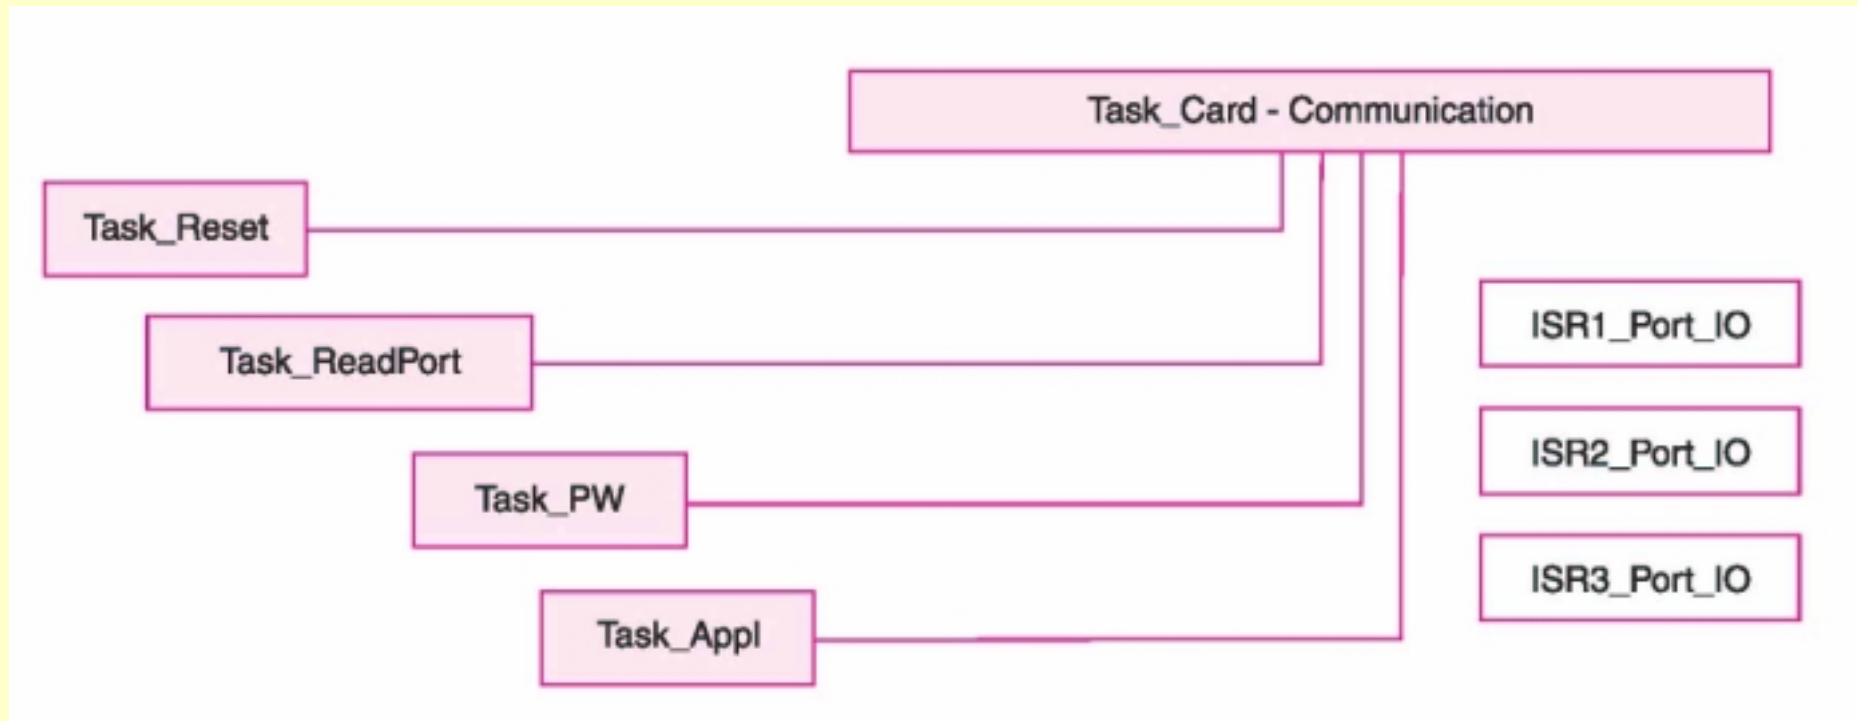 Task_Card - Communication
Task_Reset
Task_ReadPort
Task_PW
Task_Appl
ISR1_Port_IO
ISR2_Port_IO
ISR3_Port_IO